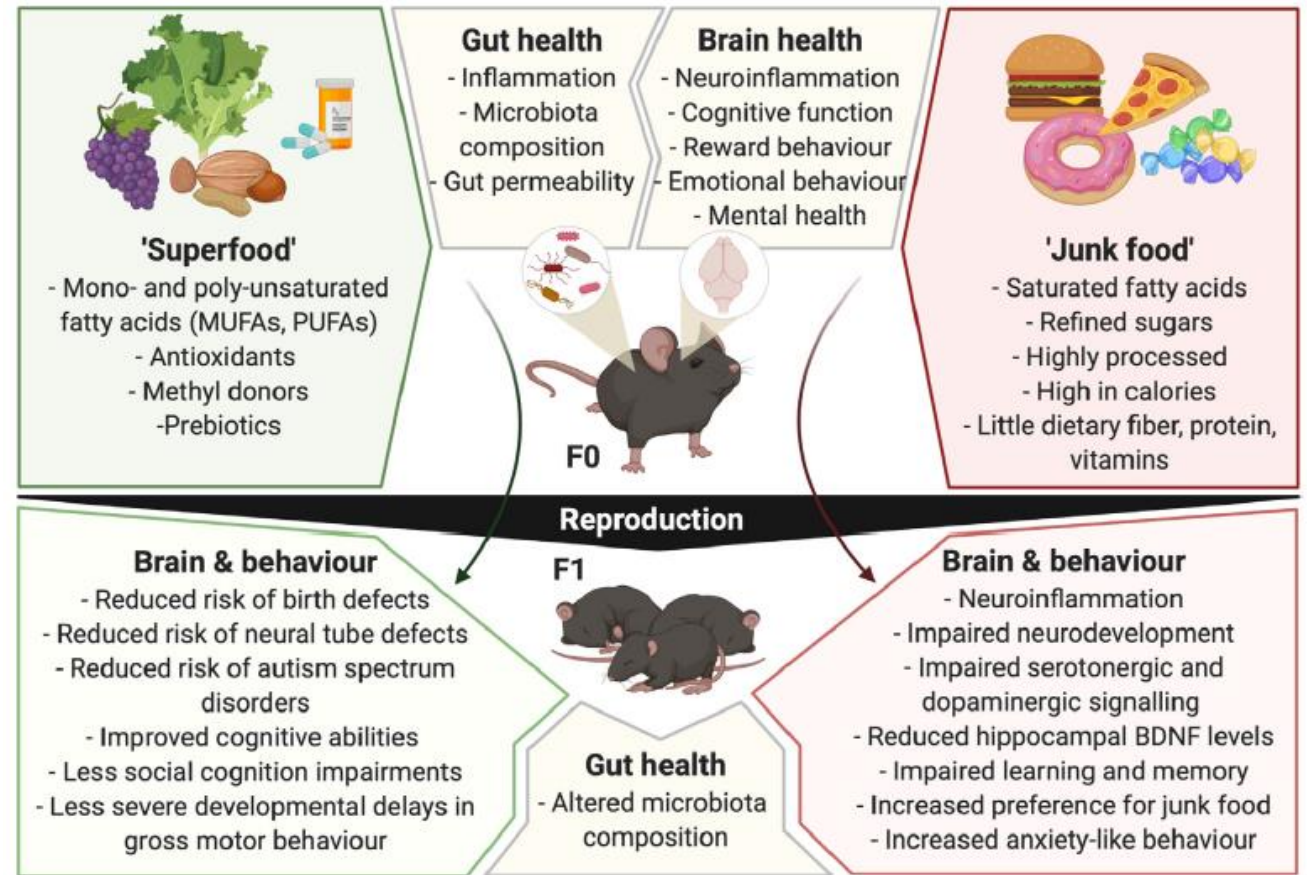 'Superfood'
- Mono- and poly-unsaturated
fatty acids (MUFAs, PUFAs)
- Antioxidants
- Methyl donors
-Prebiotics
Gut health
- Inflammation
- Microbiota
composition
- Gut permeability
Brain health
- Neuroinflammation
- Cognitive function
- Reward behaviour
- Emotional behaviour
- Mental health
'Junk food'
- Saturated fatty acids
- Refined sugars
- Highly processed
- High in calories
- Little dietary fiber, protein,
vitamins
F0
Reproduction
F1
Brain & behaviour
- Reduced risk of birth defects
- Reduced risk of neural tube defects
- Reduced risk of autism spectrum
disorders
- Improved cognitive abilities
- Less social cognition impairments
- Less severe developmental delays in
gross motor behaviour
Gut health
- Altered microbiota
composition
Brain & behaviour
- Neuroinflammation
- Impaired neurodevelopment
- Impaired serotonergic and
dopaminergic signalling
- Reduced hippocampal BDNF levels
- Impaired learning and memory
- Increased preference for junk food
- Increased anxiety-like behaviour